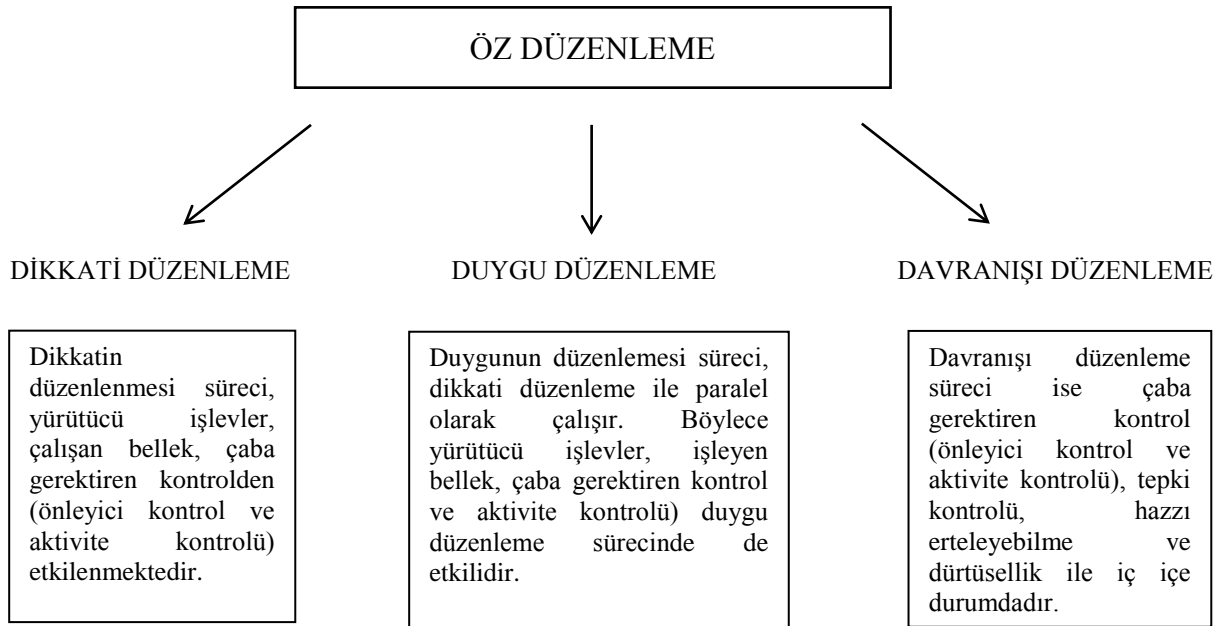 ÖZ DÜZENLEME
DİKKATİ DÜZENLEME
DUYGU DÜZENLEME
DAVRANIŞI DÜZENLEME
Dikkatin
düzenlenmesi süreci,
yürütücü işlevler,
çalışan bellek, çaba
gerektiren kontrolden
(önleyici kontrol ve
aktivite kontrolü)
etkilenmektedir.
Duygunun düzenlemesi süreci,
dikkati düzenleme ile paralel
olarak çalışır. Böylece
yürütücü işlevler, işleyen
bellek, çaba gerektiren kontrol
ve aktivite kontrolü) duygu
düzenleme sürecinde de
etkilidir.
Davranışı düzenleme
süreci ise çaba
gerektiren kontrol
(önleyici kontrol ve
aktivite kontrolü), tepki
kontrolü, hazzı
erteleyebilme ve
dürtüsellik ile iç içe
durumdadır.